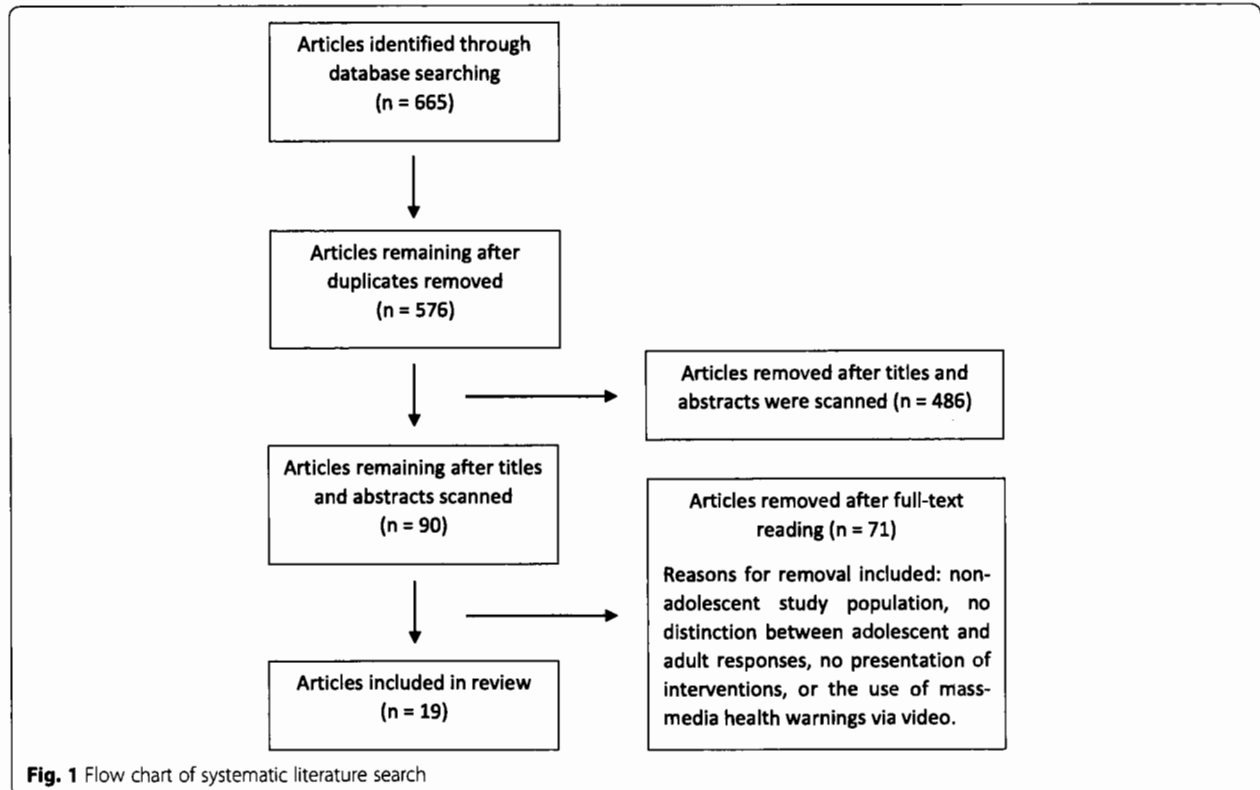 Articles identified through
database searching
(n = 665)
Articles remaining after
duplicates removed
(n = 576)
Articles removed after titles and
abstracts were scanned (n = 486)
Articles remaining after titles
and abstracts scanned
(n = 90)
Articles removed after full-text
reading (n = 71)
Reasons for removal included: non-
adolescent study population, no
distinction between adolescent and
adult responses, no presentation of
interventions, or the use of mass-
media health warnings via video.
Articles included in review
(n = 19)
Fig. 1 Flow chart of systematic literature search